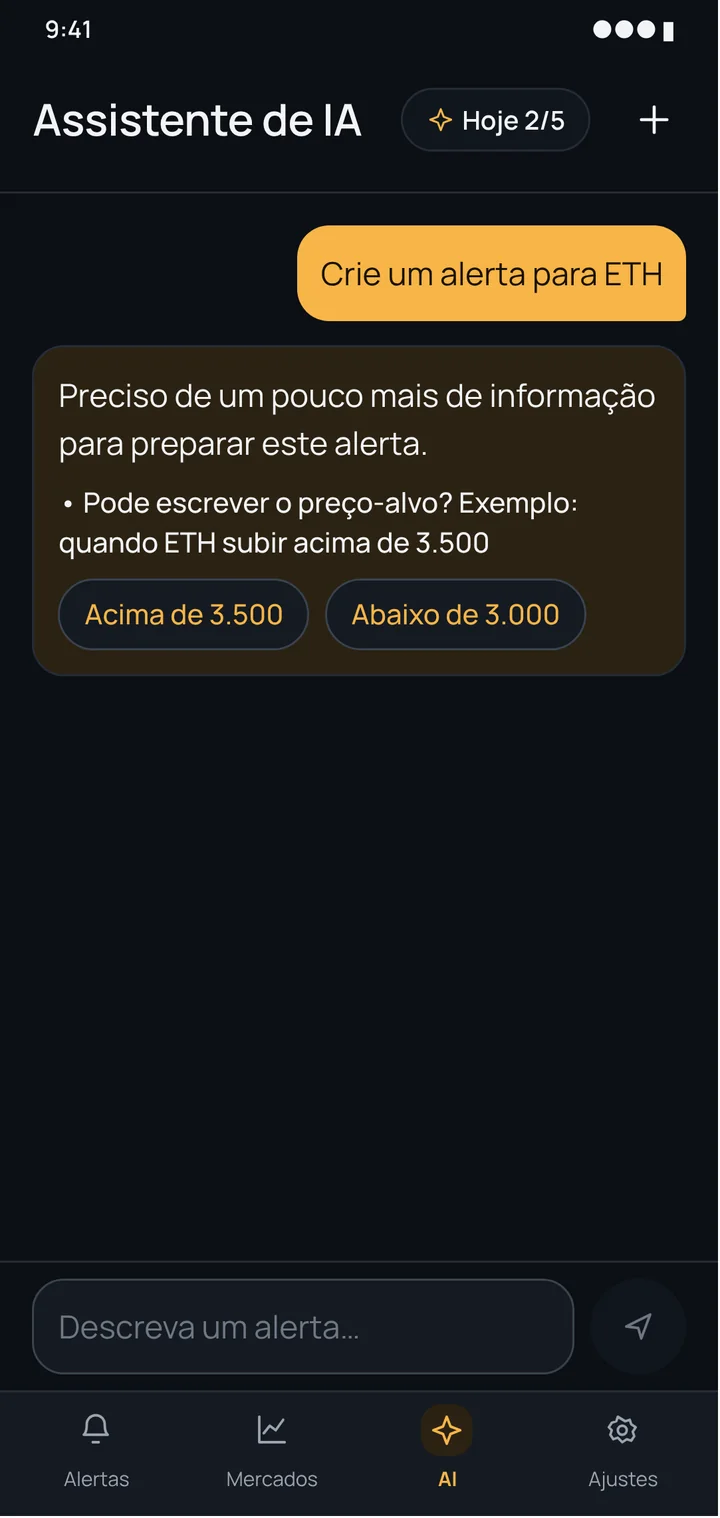 9:41
Assistente de IA
Hoje 2/5
Crie um alerta para ETH
Preciso de um pouco mais de informação
para preparar este alerta.
• Pode escrever o preço-alvo? Exemplo:
quando ETH subir acima de 3.500
Acima de 3.500
Abaixo de 3.000
Descreva um alerta...
Alertas
Mercados
AI
Ajustes